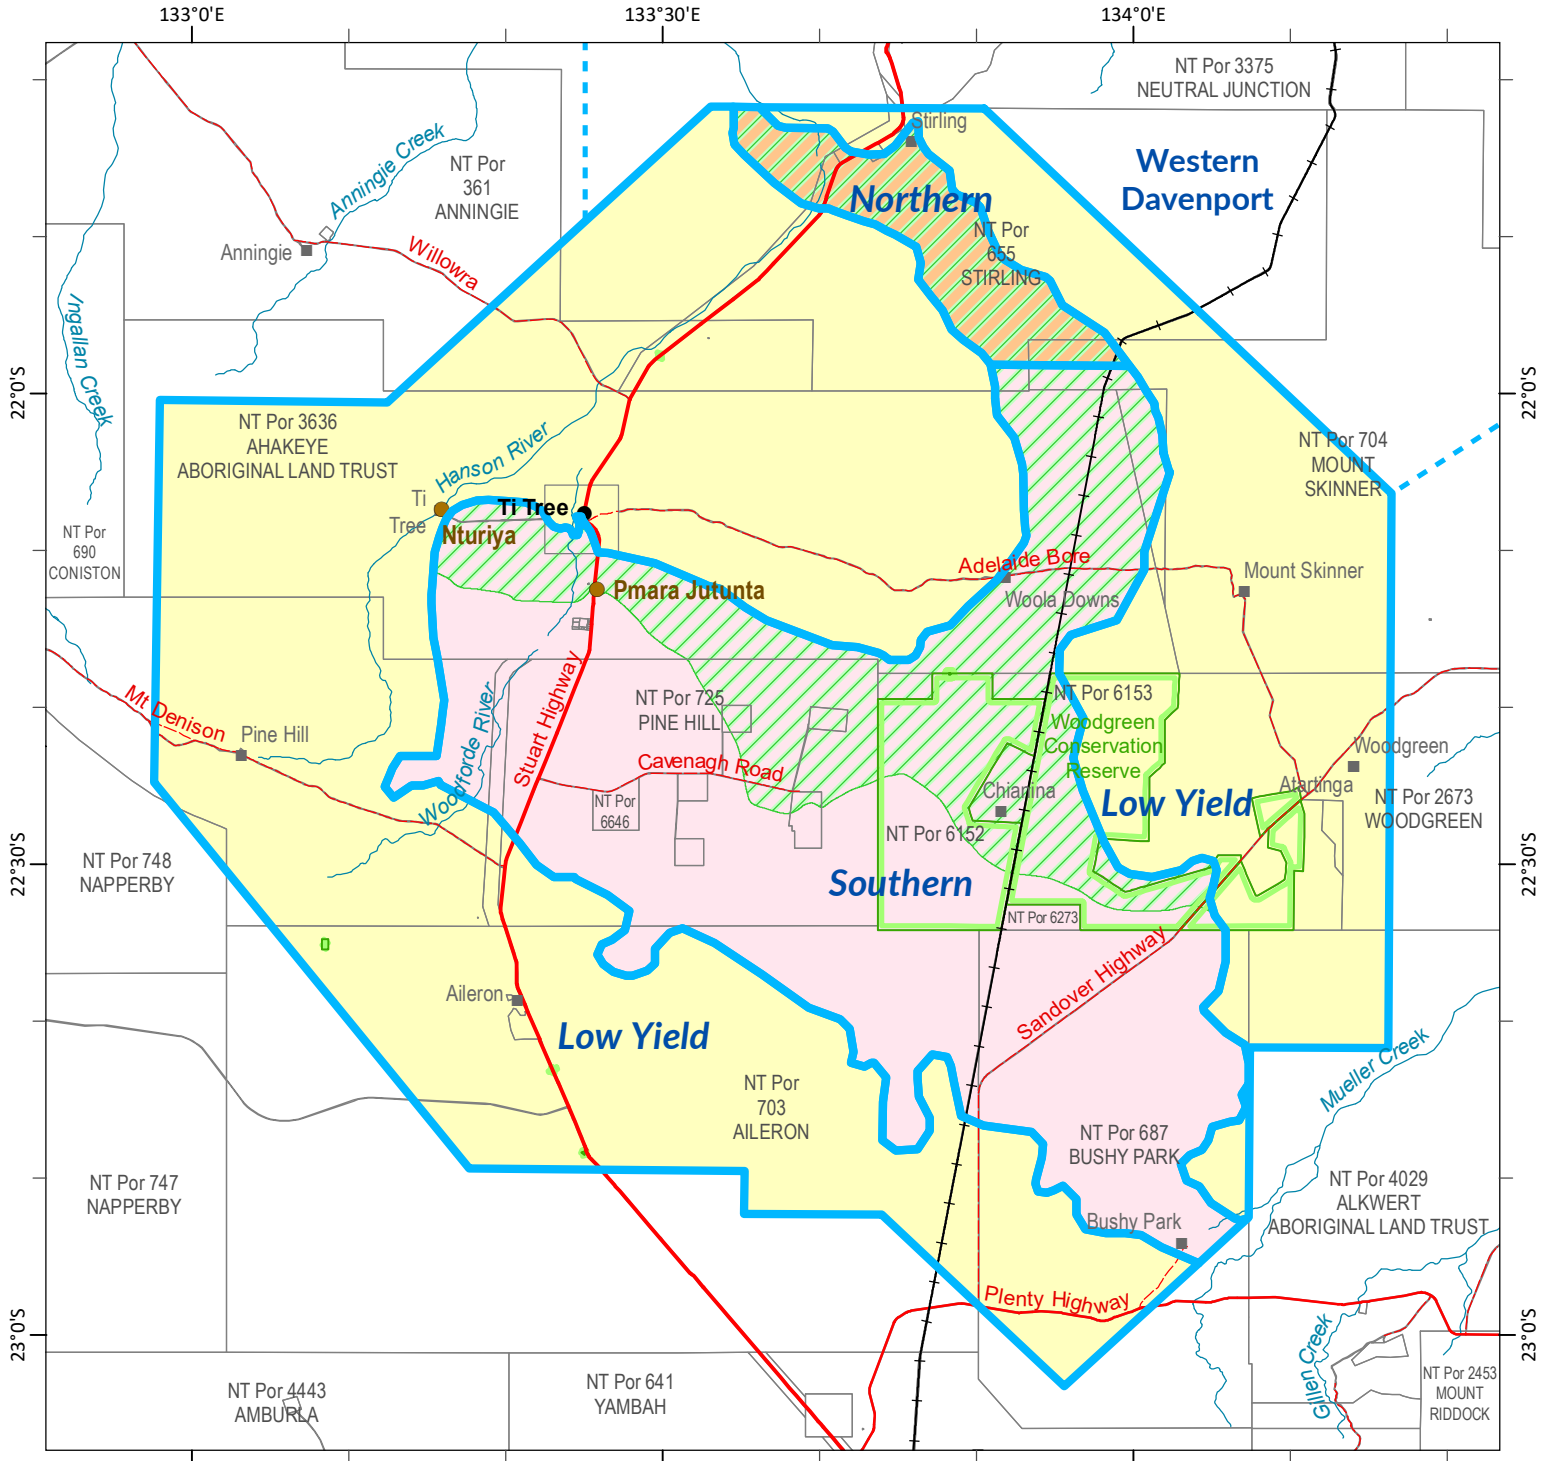 133°0'E
133°30'E
134°0'E
NT Por 3375
NEUTRAL JUNCTION
Stirling
Western
Davenport
Anningie Creek
NT Por
361
ANNINGIE
Northern
NT Por
655
STIRLING
Anningie
Willowra
Ingallan Creek
22°0'S
22°0'S
NT Por 3636
AHAKEYE
ABORIGINAL LAND TRUST
Hanson River
NT Por 704
MOUNT
SKINNER
Ti
Tree
Ti Tree
Nturiya
NT Por
690
CONISTON
Adelaide Bore
Mount Skinner
Pmara Jutunta
Woola Downs
Mt Denison
Pine Hill
Woodforde River
Stuart Highway
NT Por 725
PINE HILL
NT Por 6153
Woodgreen
Conservation
Reserve
Woodgreen
Cavenagh Road
Chianina
Atartinga
NT Por
6646
Low Yield
NT Por 2673
WOODGREEN
NT Por 6152
22°30'S
22°30'S
NT Por 748
NAPPERBY
Southern
NT Por 6273
Sandover Highway
Aileron
Low Yield
Mueller Creek
NT Por
703
AILERON
NT Por 687
BUSHY PARK
NT Por 747
NAPPERBY
NT Por 4029
ALKWERT
ABORIGINAL LAND TRUST
Bushy Park
Plenty Highway
23°0'S
23°0'S
Gillen Creek
NT Por 4443
AMBURLA
NT Por 641
YAMBAH
NT Por 2453
MOUNT
RIDDOCK